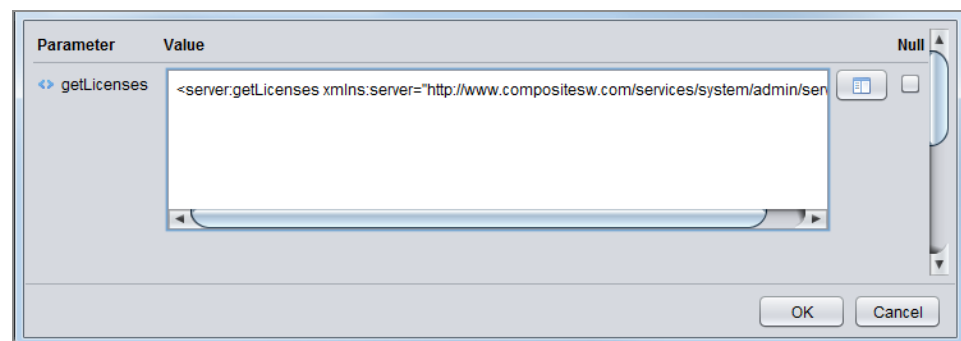 Parameter Value Null
getLicenses <server:getLicenses xmlns:server="http://www.compositesw.com/services/system/admin/ser
OK Cancel